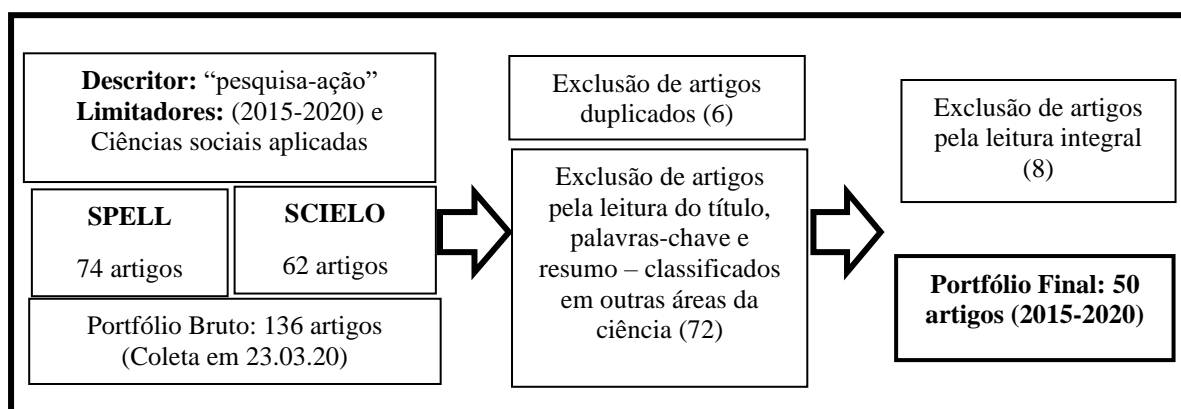 Descritor: “pesquisa-ação”
Limitadores: (2015-2020) e
Ciências sociais aplicadas
SPELL
74 artigos
SCIELO
62 artigos
Portfólio Bruto: 136 artigos
(Coleta em 23.03.20)
Exclusão de artigos
duplicados (6)
Exclusão de artigos
pela leitura do título,
palavras-chave e
resumo – classificados
em outras áreas da
ciência (72)
Exclusão de artigos
pela leitura integral
(8)
Portfólio Final: 50
artigos (2015-2020)